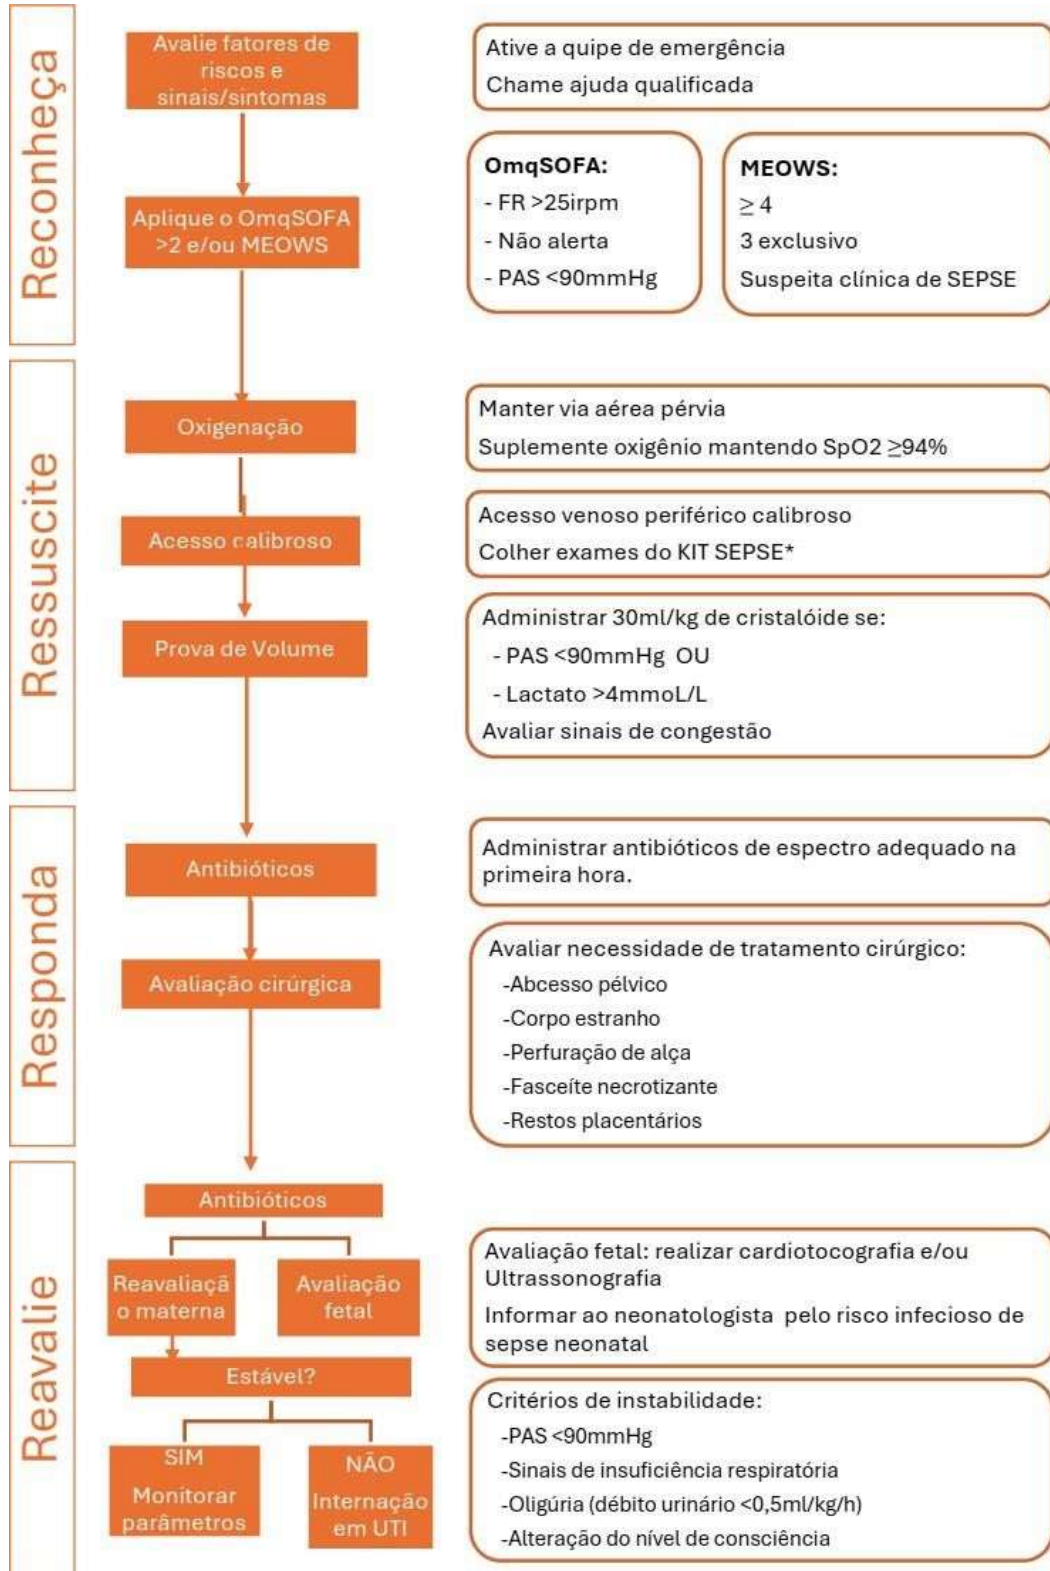 Reconheça
Avalie fatores de
riscos e
sinais/sintomas
Ative a quipe de emergência
Chame ajuda qualificada
Aplique o OmqSOFA
>2 e/ou MEOWS
OmqSOFA:
- FR >25irpm
- Não alerta
- PAS <90mmHg
MEOWS:
≥ 4
3 exclusivo
Suspeita clínica de SEPSE
Ressuscite
Oxigenação
Manter via aérea pérvia
Suplemente oxigênio mantendo SpO2 ≥94%
Acesso calibroso
Acesso venoso periférico calibroso
Colher exames do KIT SEPSE*
Prova de Volume
Administrar 30ml/kg de cristalóide se:
- PAS <90mmHg OU
- Lactato >4mmoL/L
Avaliar sinais de congestão
Responda
Antibióticos
Administrar antibióticos de espectro adequado na
primeira hora.
Avaliação cirúrgica
Avaliar necessidade de tratamento cirúrgico:
-Abcesso pélvico
-Corpo estranho
-Perfuração de alça
-Fasceíte necrotizante
-Restos placentários
Reavalie
Antibióticos
Reavaliaçã
o materna
Avaliação
fetal
Avaliação fetal: realizar cardiotocografia e/ou
Ultrassonografia
Informar ao neonatologista pelo risco infecioso de
sepse neonatal
Estável?
SIM
Monitorar
parâmetros
NÃO
Internação
em UTI
Critérios de instabilidade:
-PAS <90mmHg
-Sinais de insuficiência respiratória
-Oligúria (débito urinário <0,5ml/kg/h)
-Alteração do nível de consciência